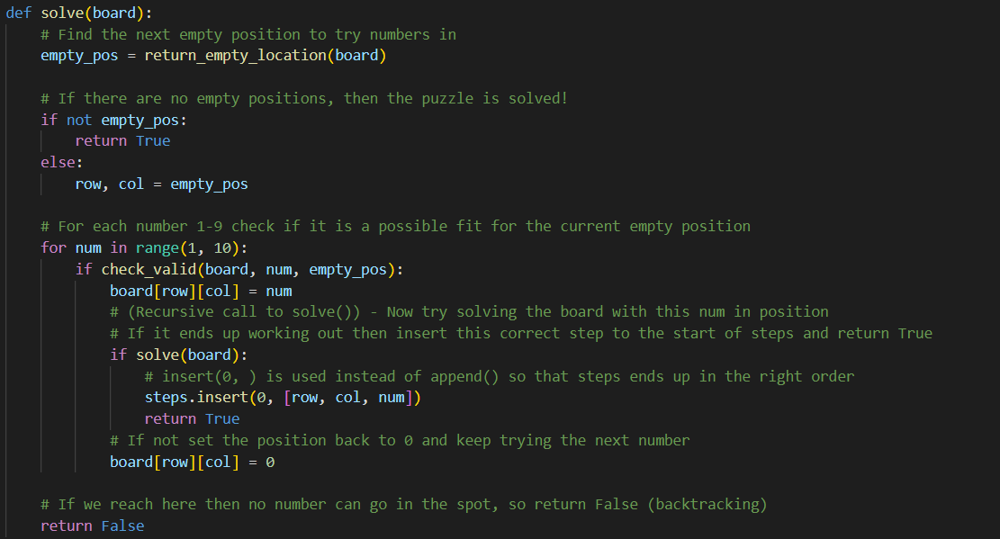 def solve(board):
    # Find the next empty position to try numbers in
    empty_pos = return_empty_location(board)

    # If there are no empty positions, then the puzzle is solved!
    if not empty_pos:
        return True
    else:
        row, col = empty_pos

    # For each number 1-9 check if it is a possible fit for the current empty position
    for num in range(1, 10):
        if check_valid(board, num, empty_pos):
            board[row][col] = num
            # (Recursive call to solve()) - Now try solving the board with this num in position
            # If it ends up working out then insert this correct step to the start of steps and return True
            if solve(board):
                # insert(0, ) is used instead of append() so that steps ends up in the right order
                steps.insert(0, [row, col, num])
                return True
            # If not set the position back to 0 and keep trying the next number
            board[row][col] = 0

    # If we reach here then no number can go in the spot, so return False (backtracking)
    return False